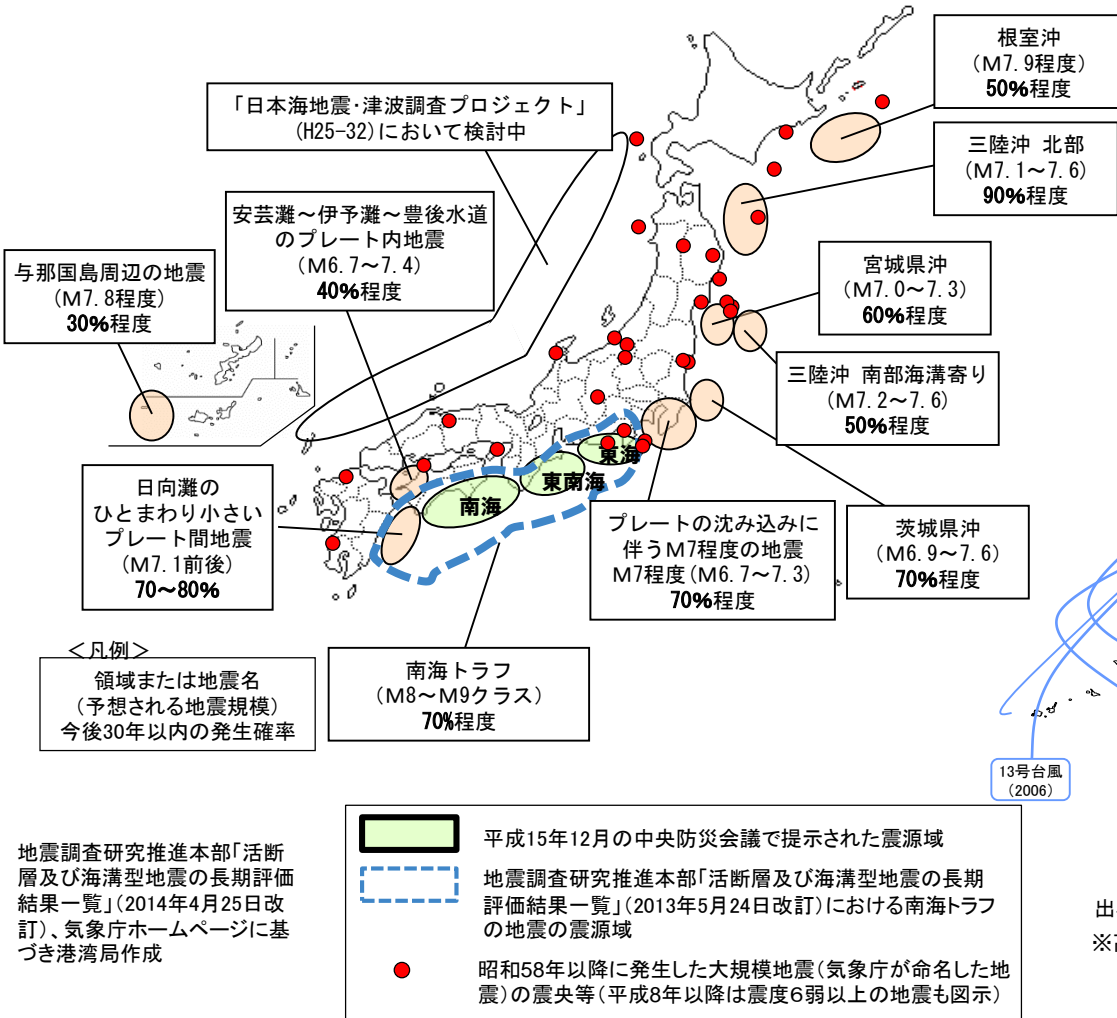 根室沖
（M7.9程度）
50%程度
「日本海地震・津波調査プロジェクト」
（H25-32）において検討中
三陸沖 北部
（M7.1～7.6）
90%程度
安芸灘～伊予灘～豊後水道
のプレート内地震
（M6.7～7.4）
40%程度
与那国島周辺の地震
（M7.8程度）
30%程度
宮城県沖
（M7.0～7.3）
60%程度
三陸沖 南部海溝寄り
（M7.2～7.6）
50%程度
東海
東南海
南海
日向灘の
ひとまわり小さい
プレート間地震
（M7.1前後）
70～80%
プレートの沈み込みに
伴うM7程度の地震
M7程度（M6.7～7.3）
70%程度
茨城県沖
（M6.9～7.6）
70%程度
＜凡例＞
領域または地震名
（予想される地震規模）
今後30年以内の発生確率
南海トラフ
（M8～M9クラス）
70%程度
13号台風
（2006）
地震調査研究推進本部「活断
層及び海溝型地震の長期評価
結果一覧」（2014年4月25日改
訂）、気象庁ホームページに基
づき港湾局作成
平成15年12月の中央防災会議で提示された震源域
地震調査研究推進本部「活断層及び海溝型地震の長期
評価結果一覧」（2013年5月24日改訂）における南海トラフ
の地震の震源域
昭和58年以降に発生した大規模地震（気象庁が命名した地
震）の震央等（平成8年以降は震度６弱以上の地震も図示）
出
※